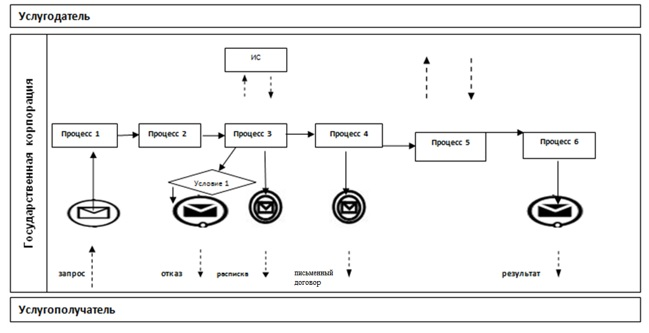 Услугодатель
Государственная корпорация
ИС
Процесс 1
Процесс 2
Процесс 3
Процесс 4
Процесс 5
Процесс 6
Условие 1
запрос
отказ
расписка
письменный
договор
результат
Услугополучатель